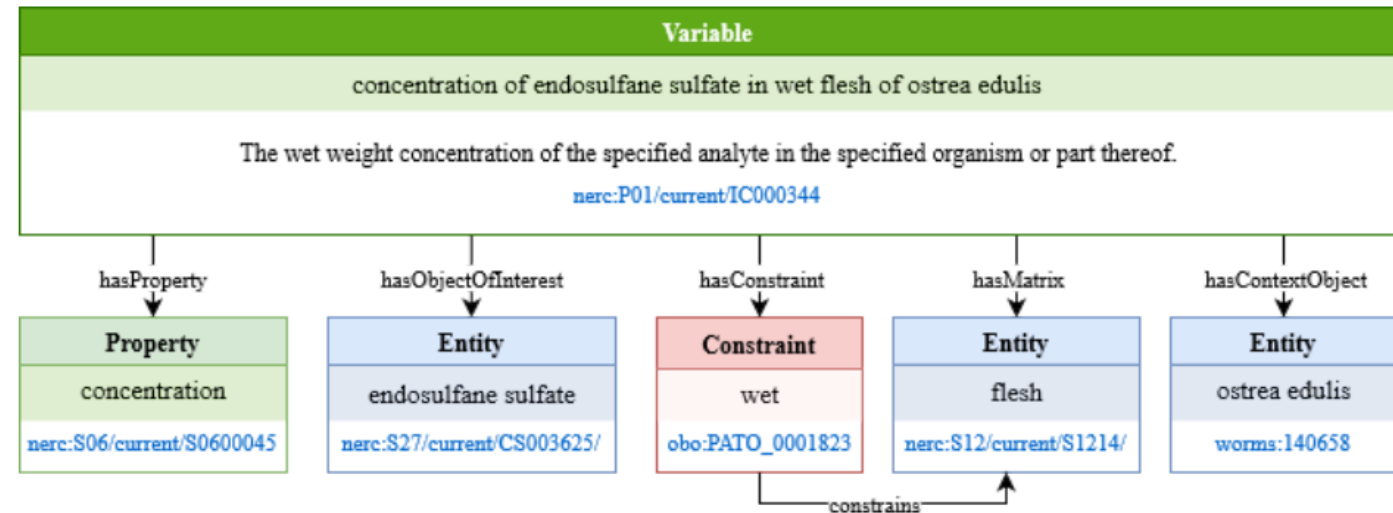 Variable
concentration of endosulfane sulfate in wet flesh of ostrea edulis
The wet weight concentration of the specified analyte in the specified organism or part thereof.
nerc:P01/current/IC000344
hasProperty hasObjectOfInterest hasConstraint hasMatrix hasContextObject
Property Entity Constraint Entity Entity
concentration endosulfane sulfate wet flesh ostrea edulis
nerc:S06/current/S0600045 nerc:S27/current/CS003625/ obo:PATO_0001823 nerc:S12/current/S1214/ worms:140658
constrains